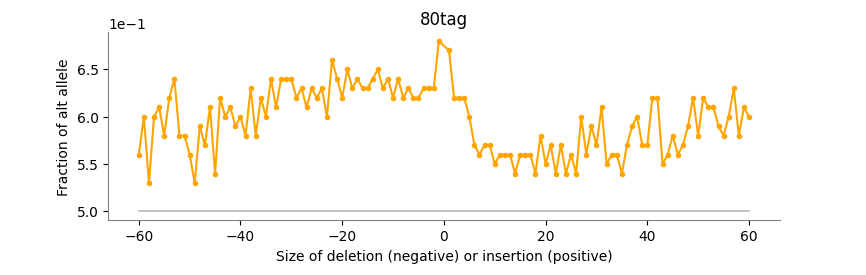 80tag
1e−1
Fraction of alt allele
6.5
6.0
5.5
5.0
−60 −40 −20 0 20 40 60
Size of deletion (negative) or insertion (positive)